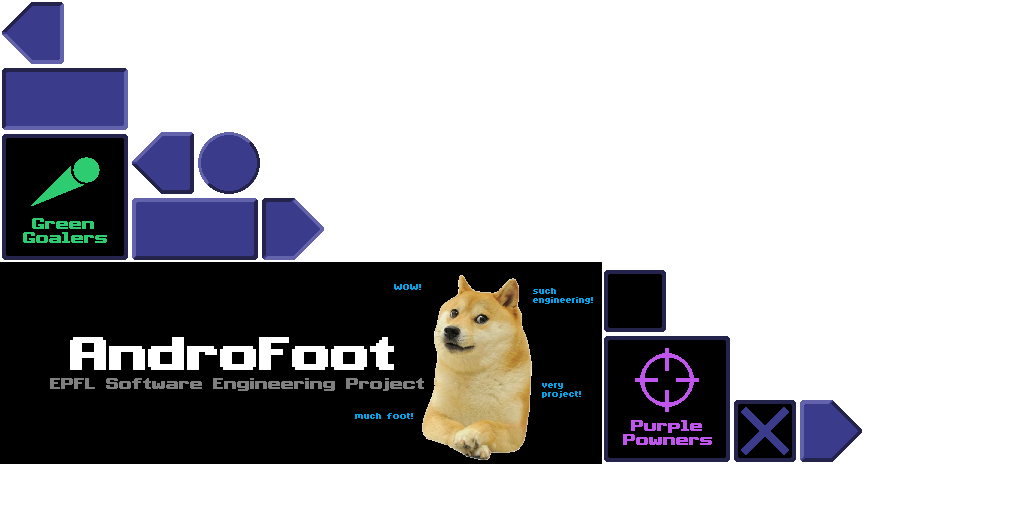 Green
Goalers
WOW!
such
engineering!
AndroFoot
EPFL Software Engineering Project
very
project!
much foot!
Purple
Powners